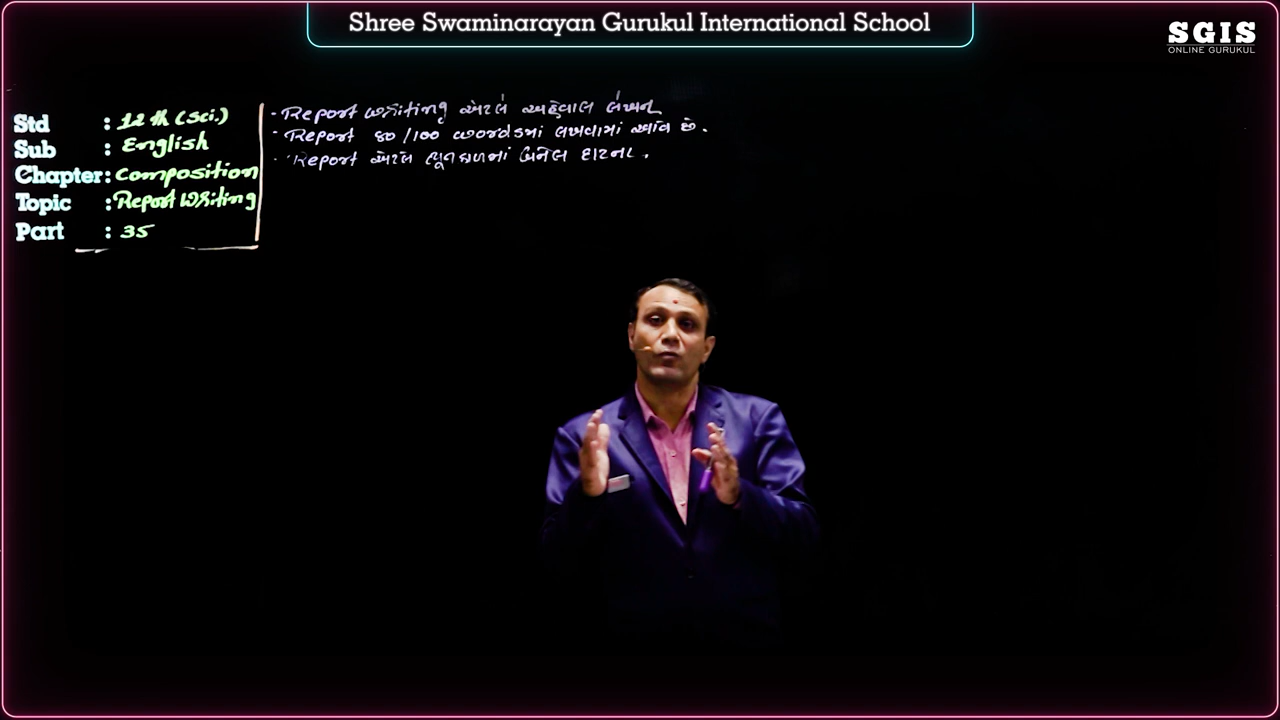 Shree Swaminarayan Gurukul International School
SGIS
ONLINE GURUKUL
Std : 12th (sci.)
Sub : English
Chapter: Composition
Topic : Report Writing
Part : 35
- Report writing એટલે અહેવાલ લેખન
- Report 80/100 wordsમાં લખવામાં આવે છે.
- Report એટલે ભૂતકાળમાં બનેલ ઘટના.